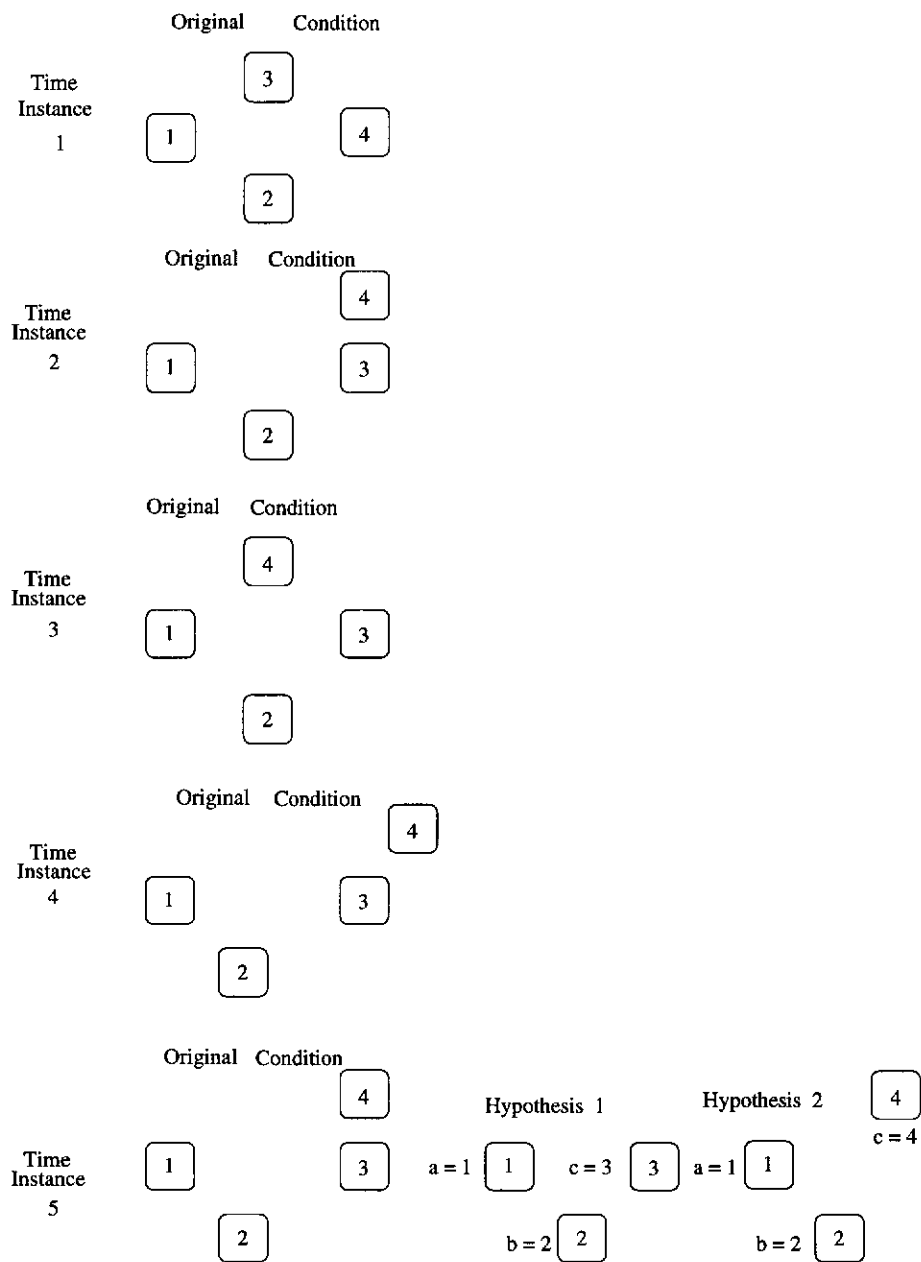 Original Condition
3
Time
Instance
1
1
4
2
Original Condition
4
Time
Instance
2
1
3
2
Original Condition
4
Time
Instance
3
1
3
2
Original Condition
4
Time
Instance
4
1
3
2
Original Condition
4
Hypothesis 1
Hypothesis 2
4
c = 4
Time
Instance
5
1
3
a = 1
1
c = 3
3
a = 1
1
2
b = 2
2
b = 2
2